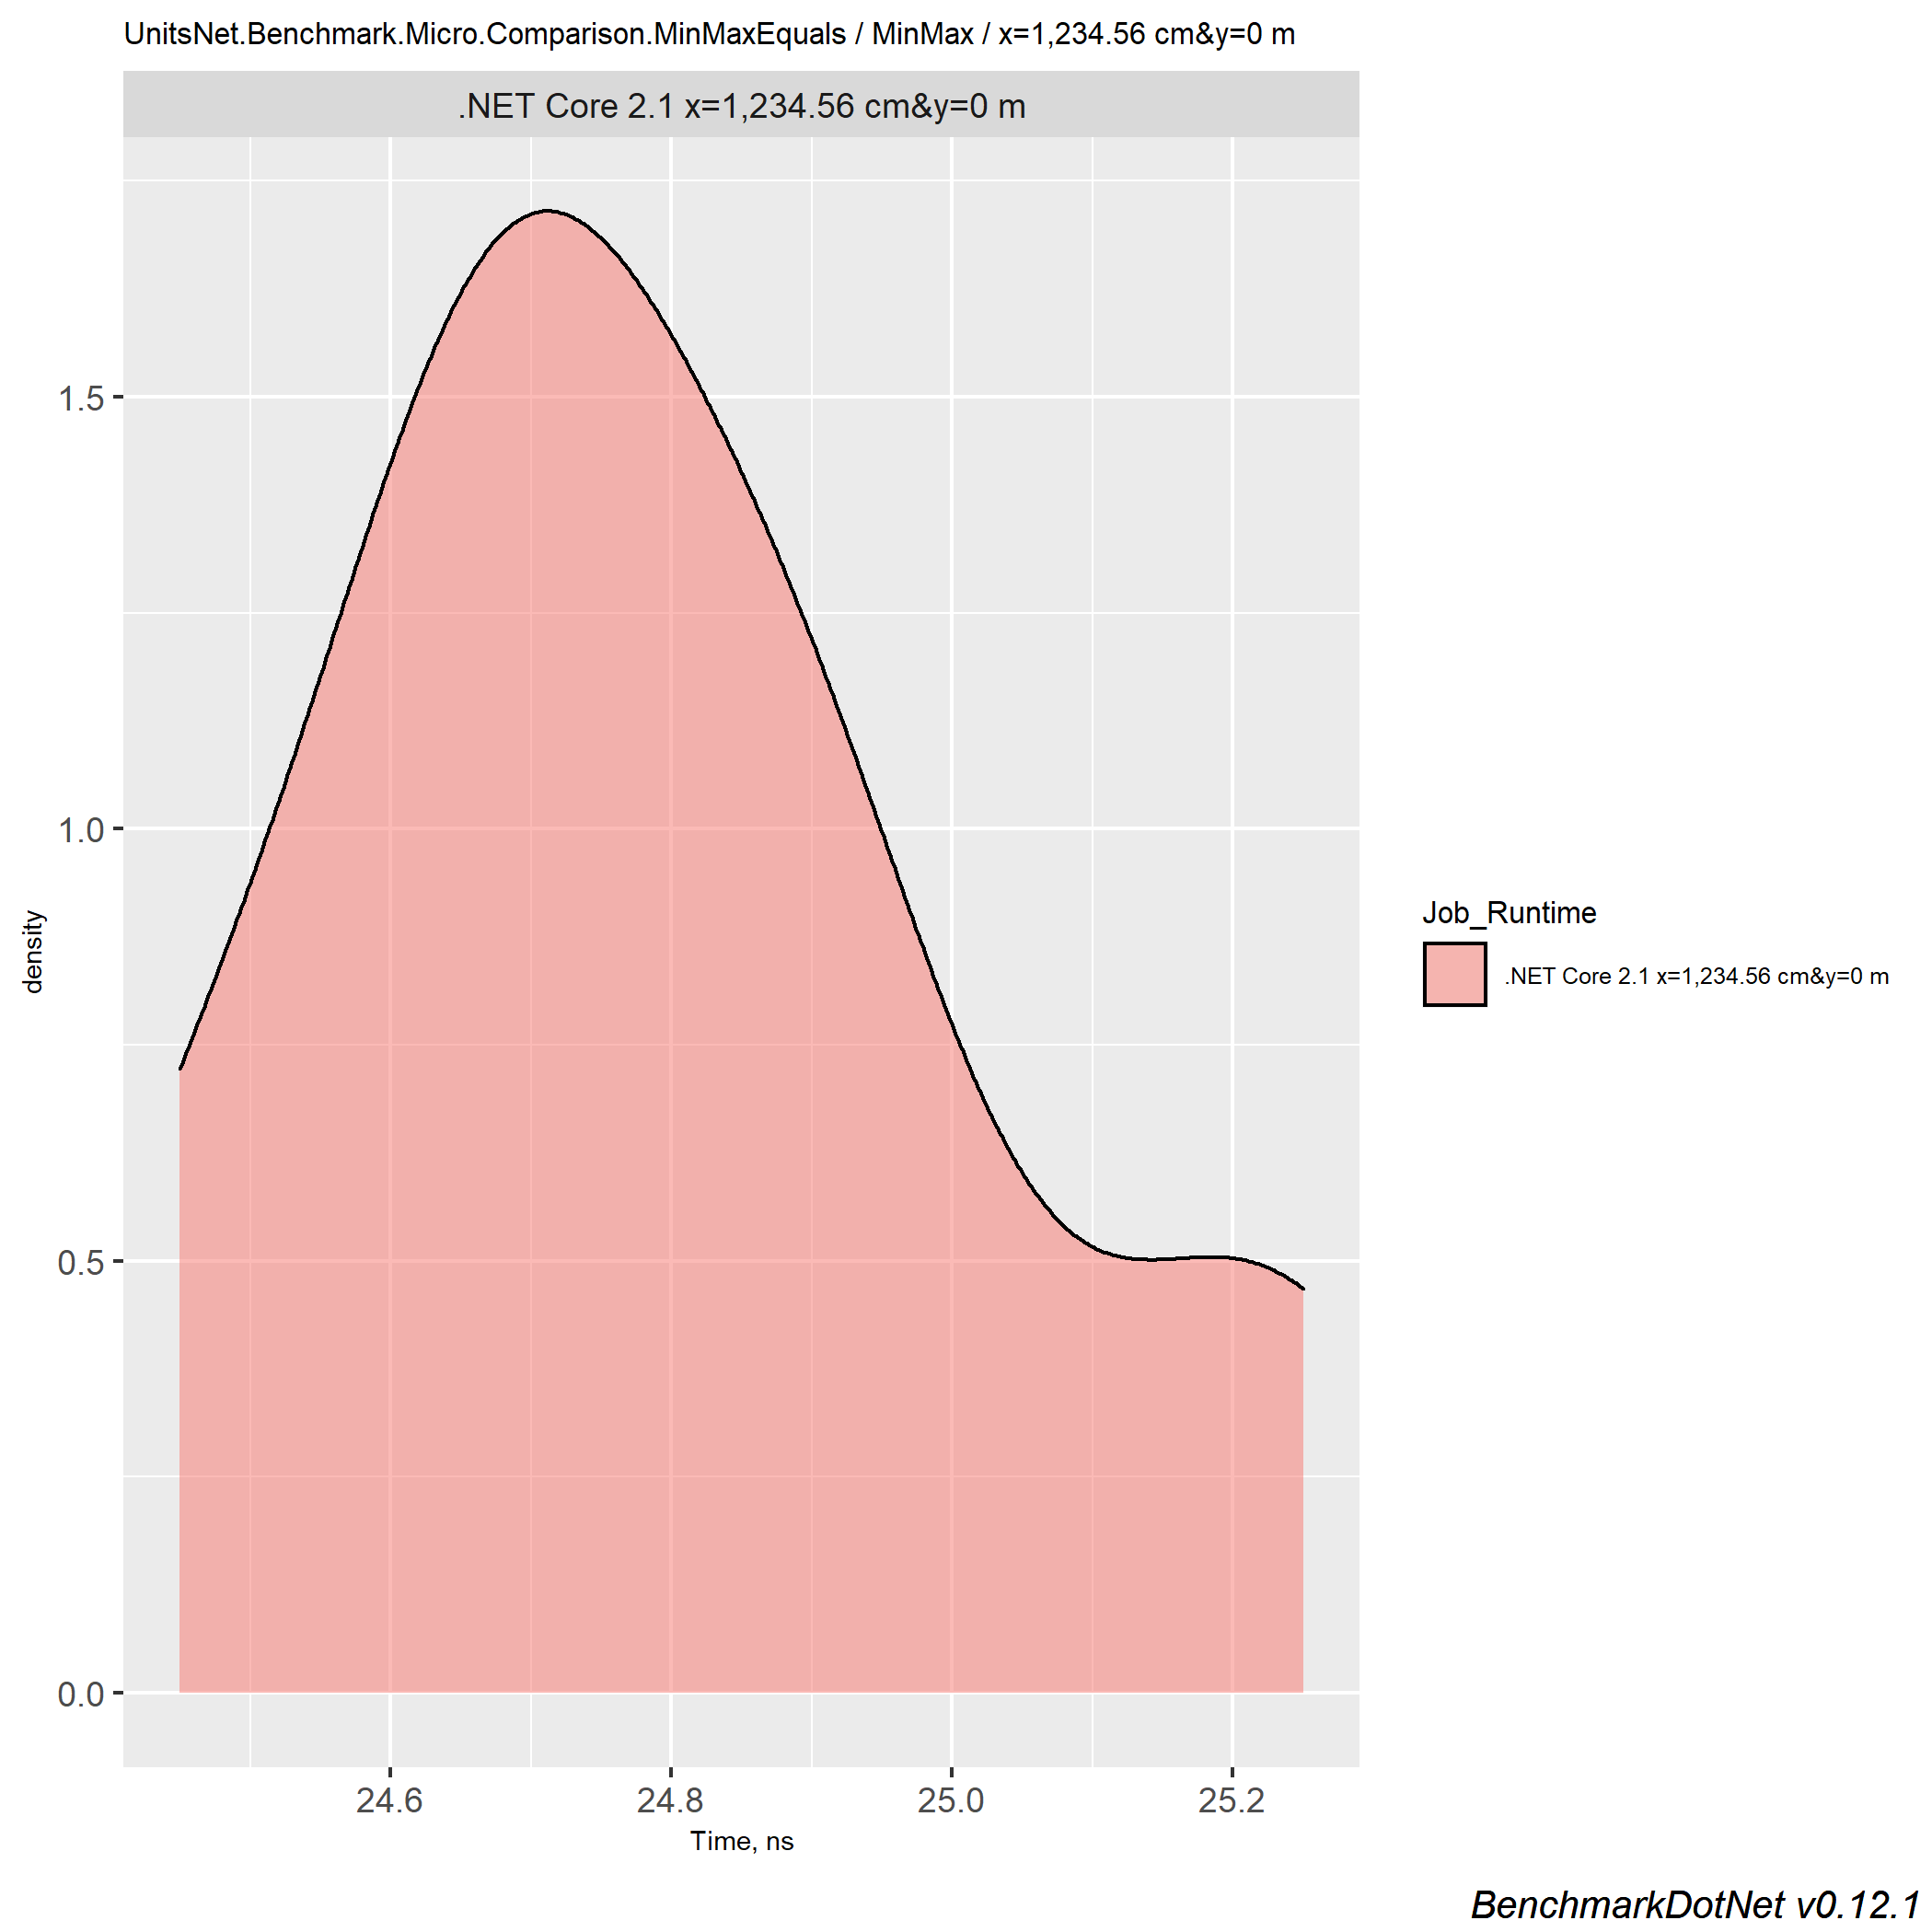 UnitsNet.Benchmark.Micro.Comparison.MinMaxEquals / MinMax / x=1,234.56 cm&y=0 m
.NET Core 2.1 x=1,234.56 cm&y=0 m
1.5
1.0
0.5
0.0
density
24.6 24.8 25.0 25.2
Time, ns
Job_Runtime
.NET Core 2.1 x=1,234.56 cm&y=0 m
BenchmarkDotNet v0.12.1